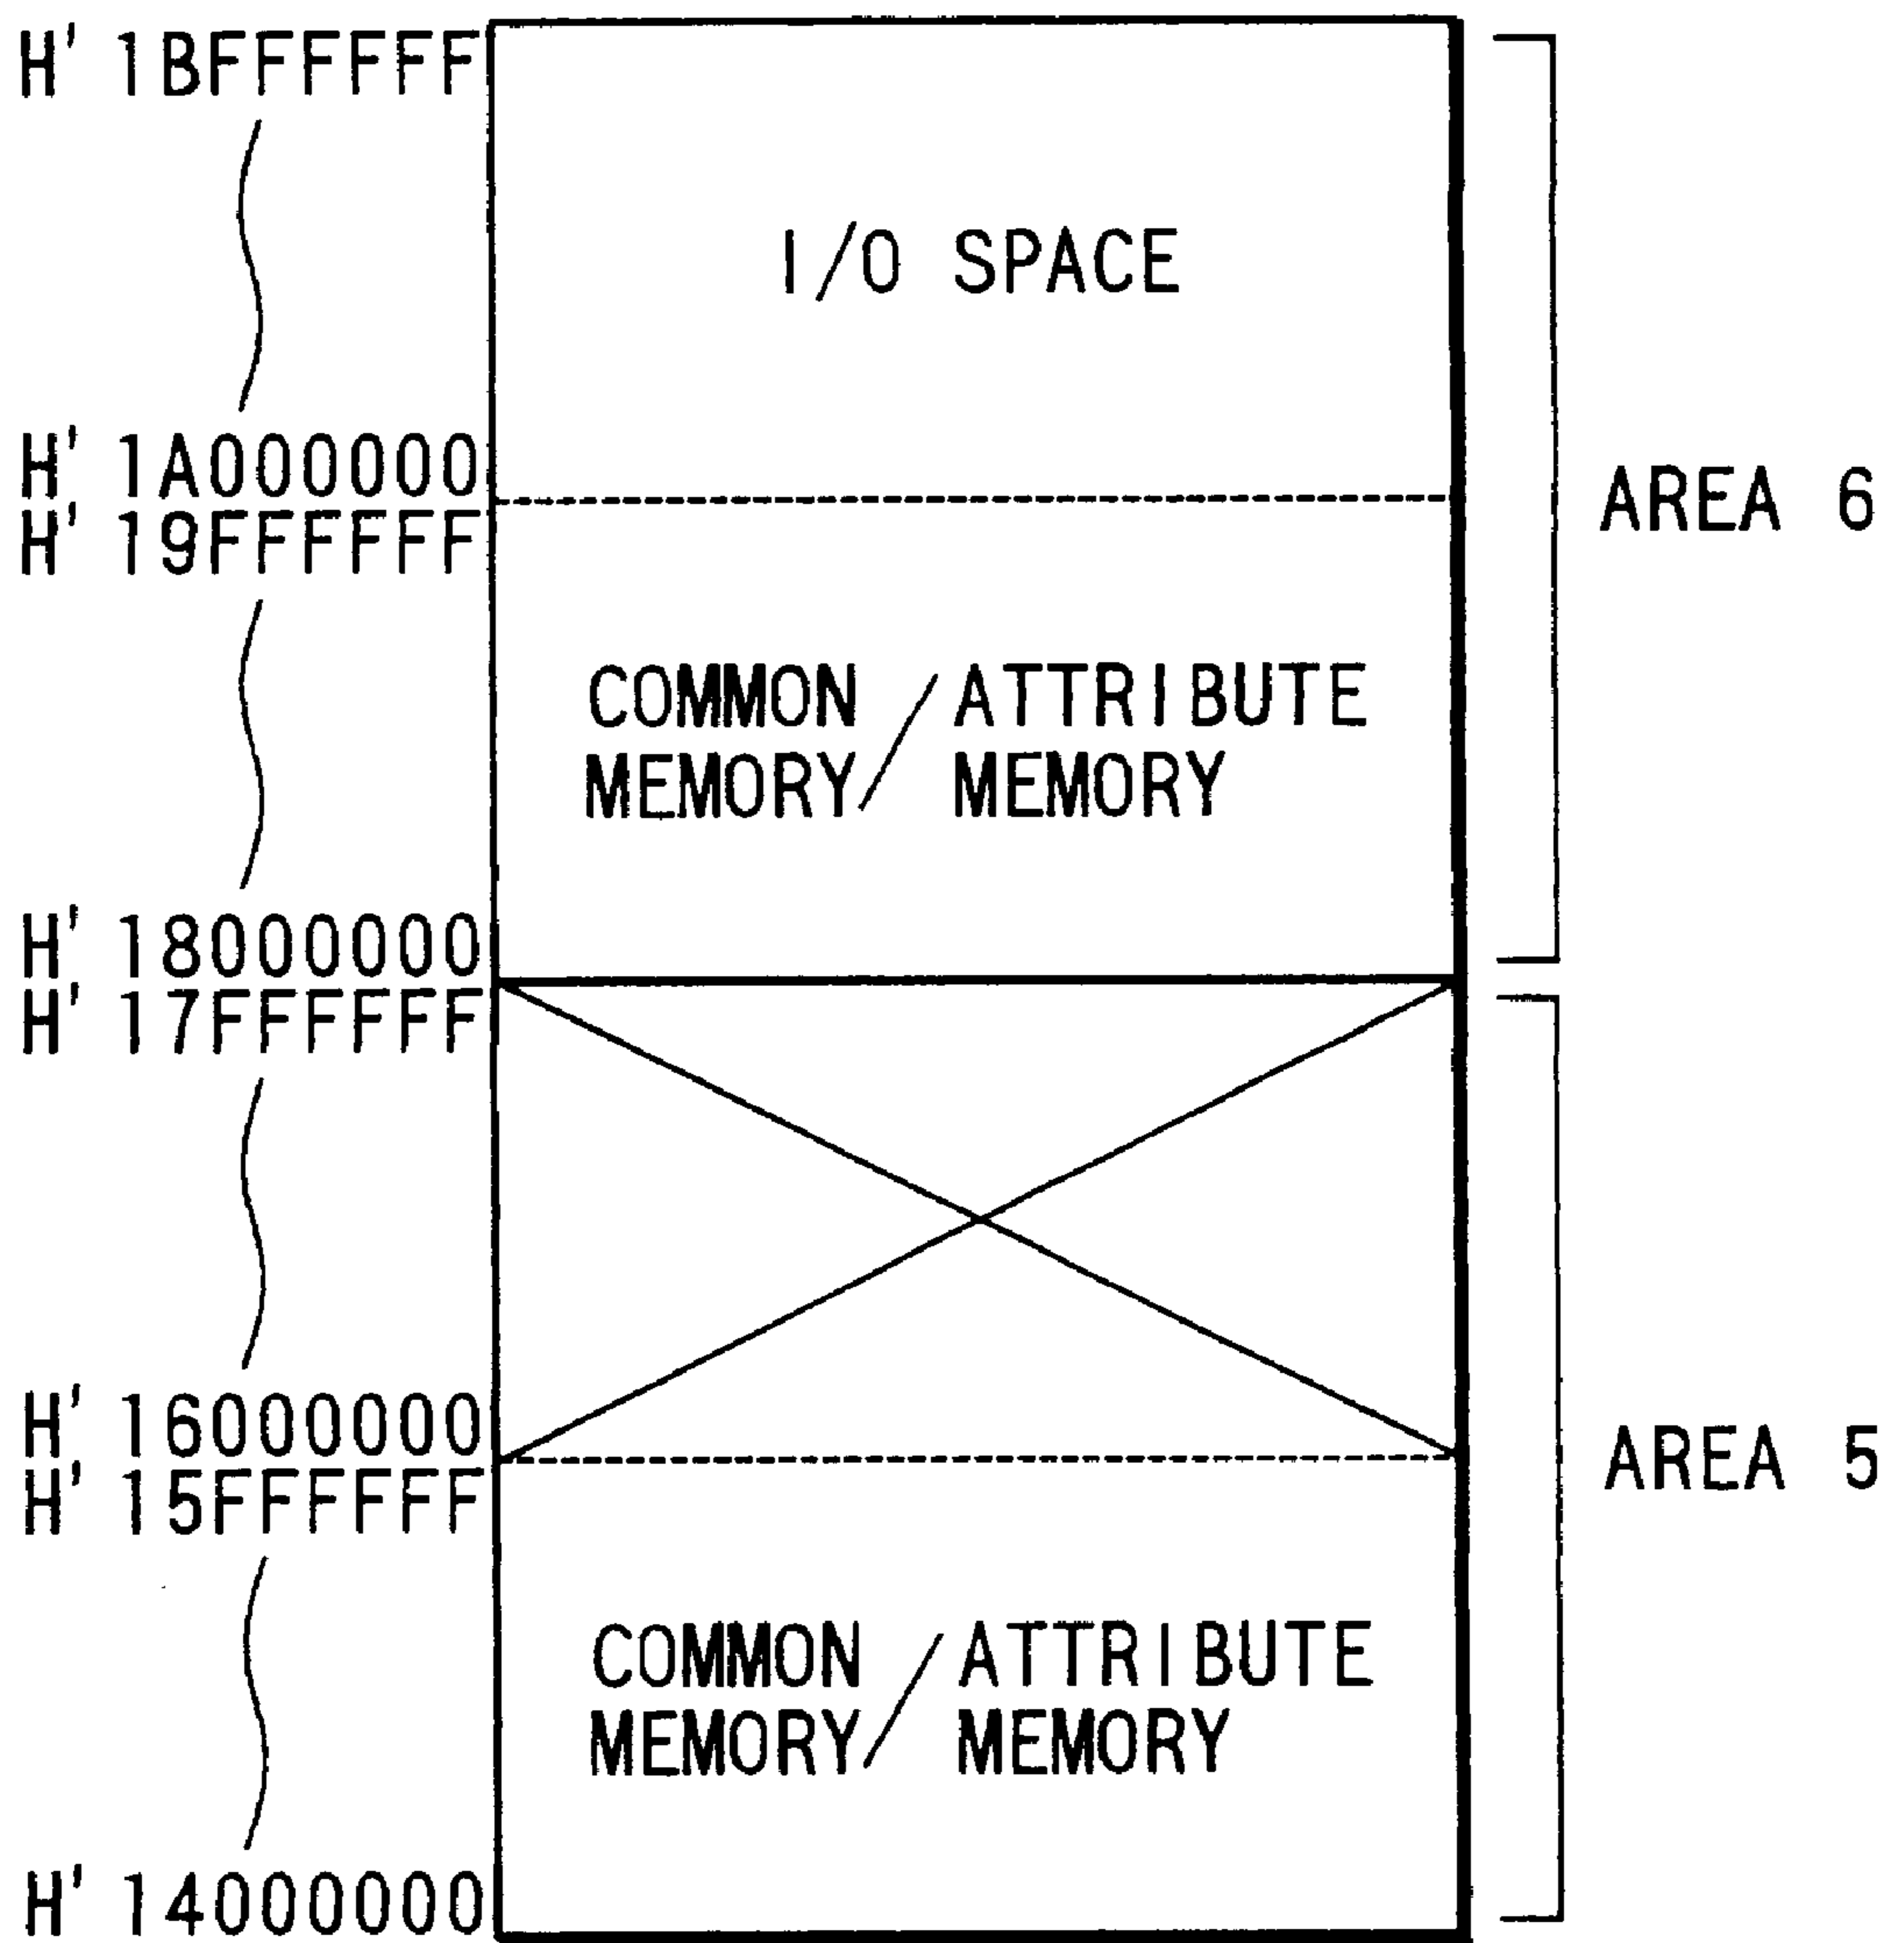 H' 1BFFFFFF
I/O SPACE
H' 1A000000
AREA 6
H' 19FFFFFF
COMMON / ATTRIBUTE
MEMORY / MEMORY
H' 18000000
H' 17FFFFFF
H' 16000000
AREA 5
H' 15FFFFFF
COMMON / ATTRIBUTE
MEMORY / MEMORY
H' 14000000